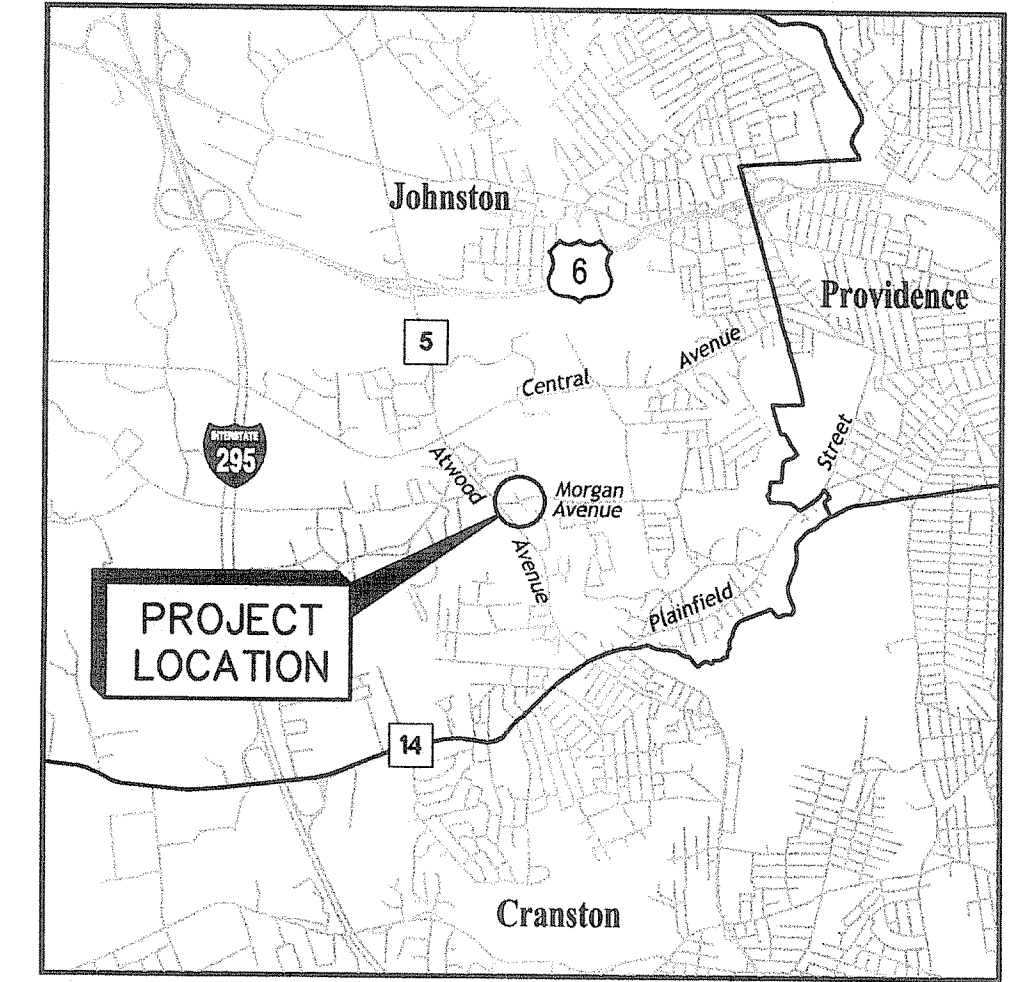 Johnston
6
Providence
5
Central Avenue
Street
INTERSTATE
295
Atwood
Morgan
Avenue
Avenue
PROJECT
LOCATION
Plainfield
14
Cranston